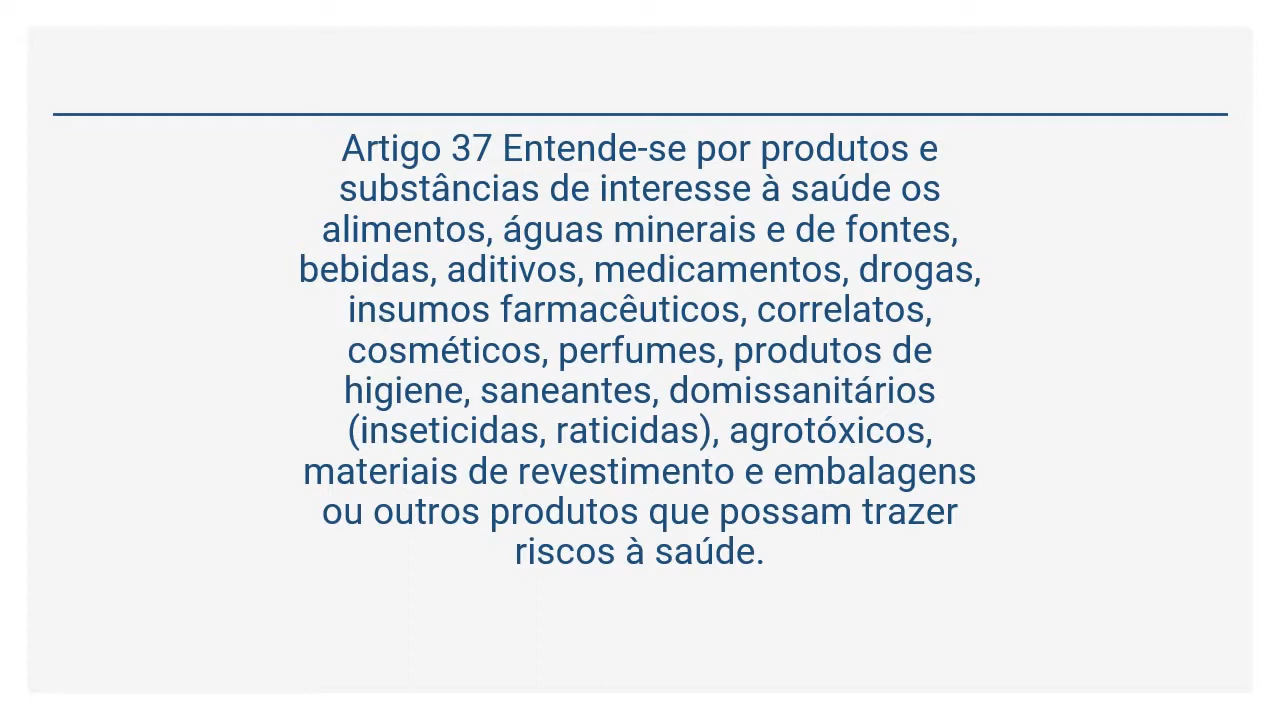 Artigo 37 Entende-se por produtos e
substâncias de interesse à saúde os
alimentos, águas minerais e de fontes,
bebidas, aditivos, medicamentos, drogas,
insumos farmacêuticos, correlatos,
cosméticos, perfumes, produtos de
higiene, saneantes, domissanitários
(inseticidas, raticidas), agrotóxicos,
materiais de revestimento e embalagens
ou outros produtos que possam trazer
riscos à saúde.